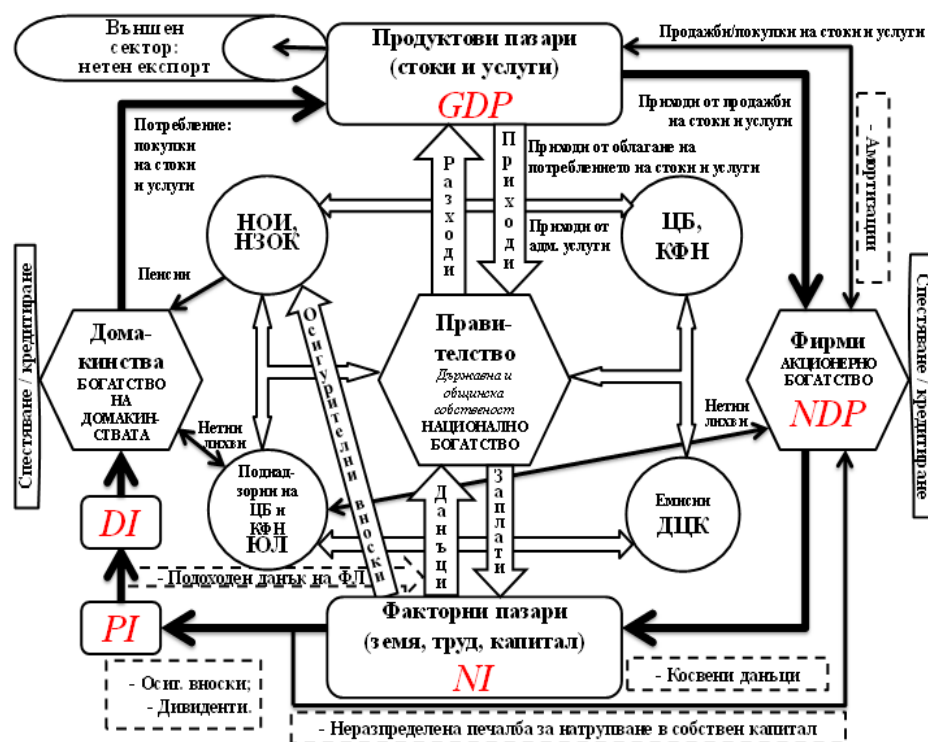 Външен
сектор:
нетен експорт
Продуктови пазари
(стоки и услуги)
GDP
Продажби/покупки на стоки и услуги
Потребление:
покупки
на стоки
и услуги
Приходи от продажби
на стоки и услуги
- Амортизации
Разходи
Приходи
Приходи от облагане на
потреблението на стоки и услуги
Приходи от
адм. услуги
НОИ,
НЗОК
ЦБ,
КФН
Пенсии
Осигурителни вноски
Спестяване / кредитиране
Дома-
кинства
БОГАТСТВО
НА
ДОМАКИН-
СТВАТА
Прави-
телство
Държавна и
общинска
собственост
НАЦИОНАЛНО
БОГАТСТВО
Фирми
АКЦИОНЕРНО
БОГАТСТВО
NDP
Спестяване / кредитиране
Нетни
лихви
Нетни
лихви
Поднад-
зорни на
ЦБ и
КФН
ЮЛ
Данъци
Заплати
Емисии
ДЦК
DI
- Подоходен данък на ФЛ
PI
Факторни пазари
(земя, труд, капитал)
NI
- Осиг. вноски;
- Дивиденти.
- Косвени данъци
- Неразпределена печалба за натрупване в собствен капитал